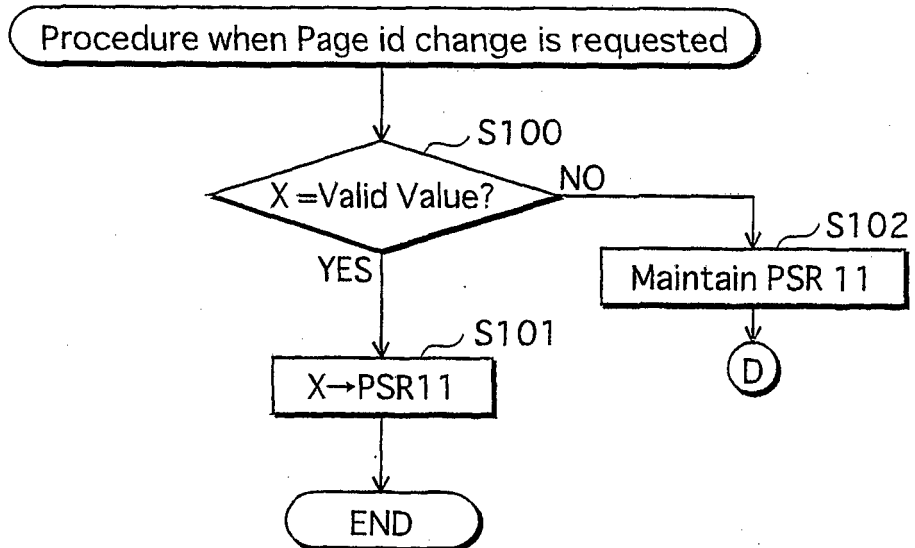 Procedure when Page id change is requested
S100
X=Valid Value?
NO
S102
YES
Maintain PSR 11
S101
D
X→PSR11
END